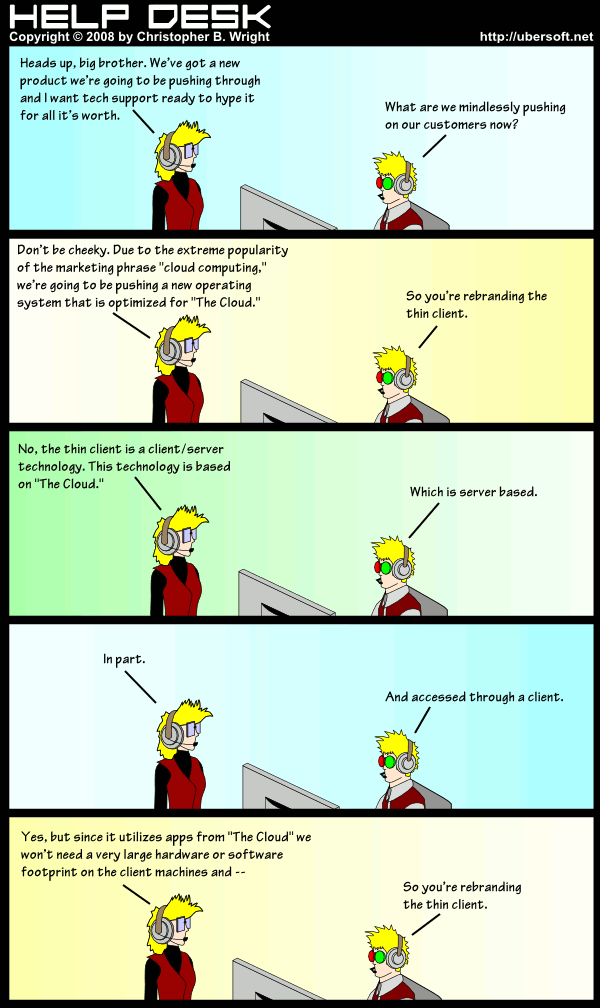 HELP DESK
Copyright © 2008 by Christopher B. Wright
http://ubersoft.net
Heads up, big brother. We've got a new
product we're going to be pushing through
and I want tech support ready to hype it
for all it's worth.
What are we mindlessly pushing
on our customers now?
Don't be cheeky. Due to the extreme popularity
of the marketing phrase "cloud computing,"
we're going to be pushing a new operating
system that is optimized for "The Cloud."
So you're rebranding the
thin client.
No, the thin client is a client/server
technology. This technology is based
on "The Cloud."
Which is server based.
In part.
And accessed through a client.
Yes, but since it utilizes apps from "The Cloud" we
won't need a very large hardware or software
footprint on the client machines and --
So you're rebranding
the thin client.